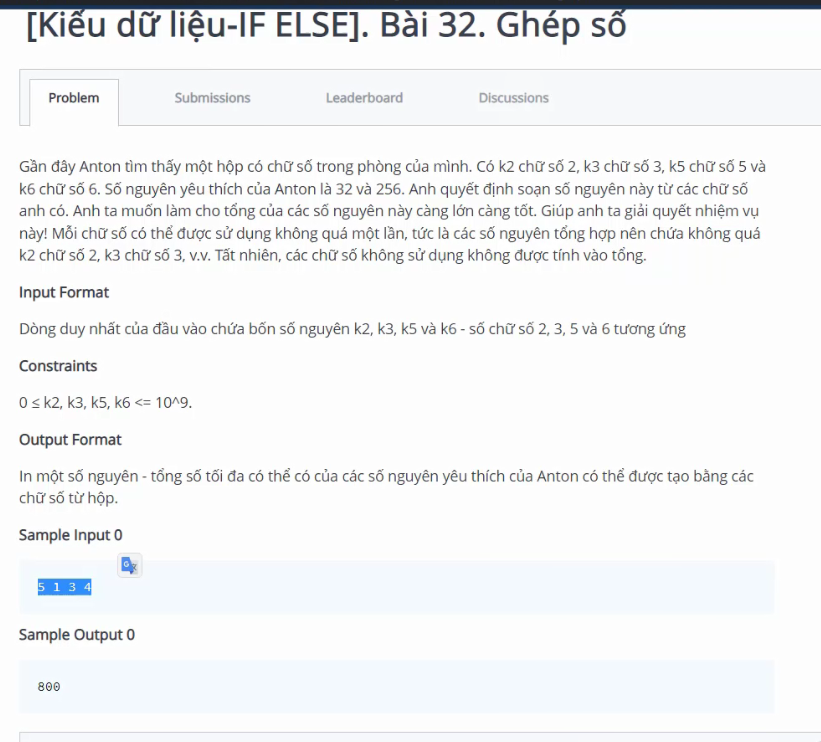 [Kiểu dữ liệu-IF ELSE]. Bài 32. Ghép số
Problem Submissions Leaderboard Discussions
Gần đây Anton tìm thấy một hộp có chữ số trong phòng của mình. Có k2 chữ số 2, k3 chữ số 3, k5 chữ số 5 và
k6 chữ số 6. Số nguyên yêu thích của Anton là 32 và 256. Anh quyết định soạn số nguyên này từ các chữ số
anh có. Anh ta muốn làm cho tổng của các số nguyên này càng lớn càng tốt. Giúp anh ta giải quyết nhiệm vụ
này! Mỗi chữ số có thể được sử dụng không quá một lần, tức là các số nguyên tổng hợp nên chứa không quá
k2 chữ số 2, k3 chữ số 3, v.v. Tất nhiên, các chữ số không sử dụng không được tính vào tổng.
Input Format
Dòng duy nhất của đầu vào chứa bốn số nguyên k2, k3, k5 và k6 - số chữ số 2, 3, 5 và 6 tương ứng
Constraints
0 ≤ k2, k3, k5, k6 <= 10^9.
Output Format
In một số nguyên - tổng số tối đa có thể có của các số nguyên yêu thích của Anton có thể được tạo bằng các
chữ số từ hộp.
Sample Input 0
5 1 3 4
Sample Output 0
800